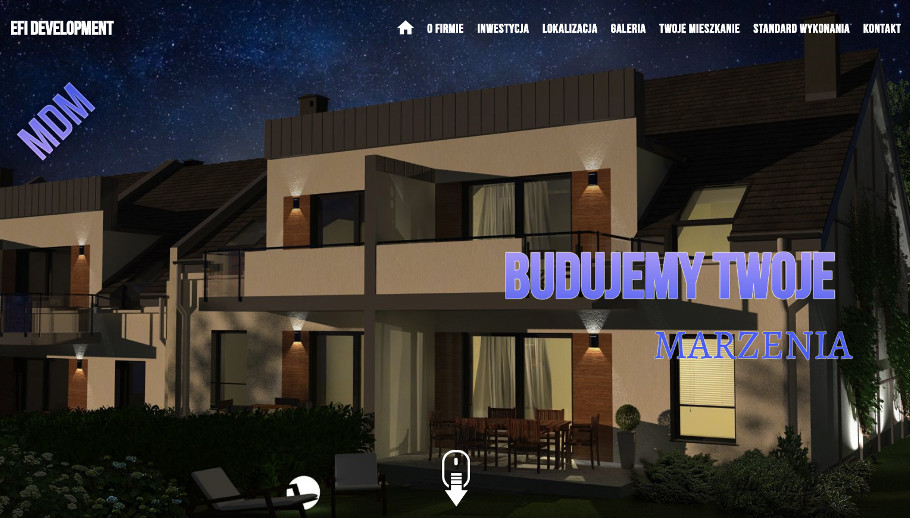 EFI DEVELOPMENT
O FIRMIE INWESTYCJA LOKALIZACJA GALERIA TWOJE MIESZKANIE STANDARD WYKONANIA KONTAKT
MDM
BUDUJEMY TWOJE
MARZENIA